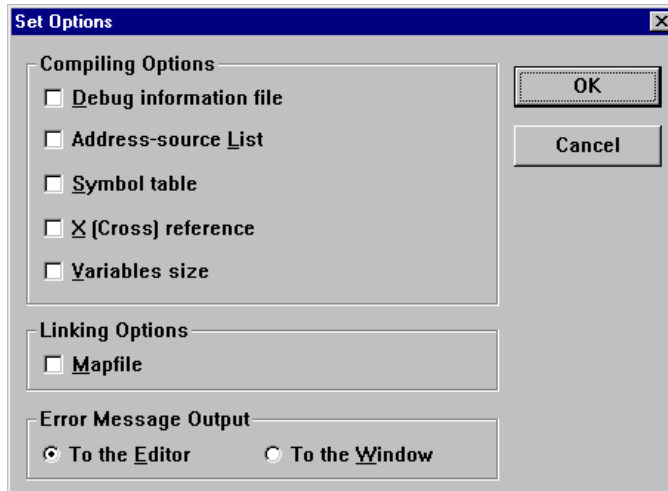 Set Options
Compiling Options
Debug information file
OK
Address-source List
Cancel
Symbol table
X (Cross) reference
Variables size
Linking Options
Mapfile
Error Message Output
To the Editor To the Window